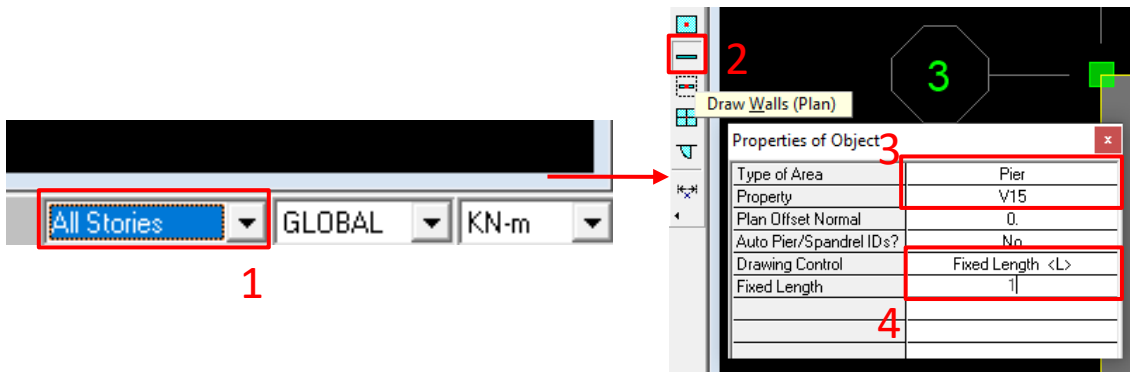 All Stories GLOBAL KN-m
1
2
3
Draw Walls (Plan)
Properties of Object x
3
Type of Area Pier
Property V15
Plan Offset Normal 0.
Auto Pier/Spandrel IDs? No
Drawing Control Fixed Length <L>
Fixed Length 1
4